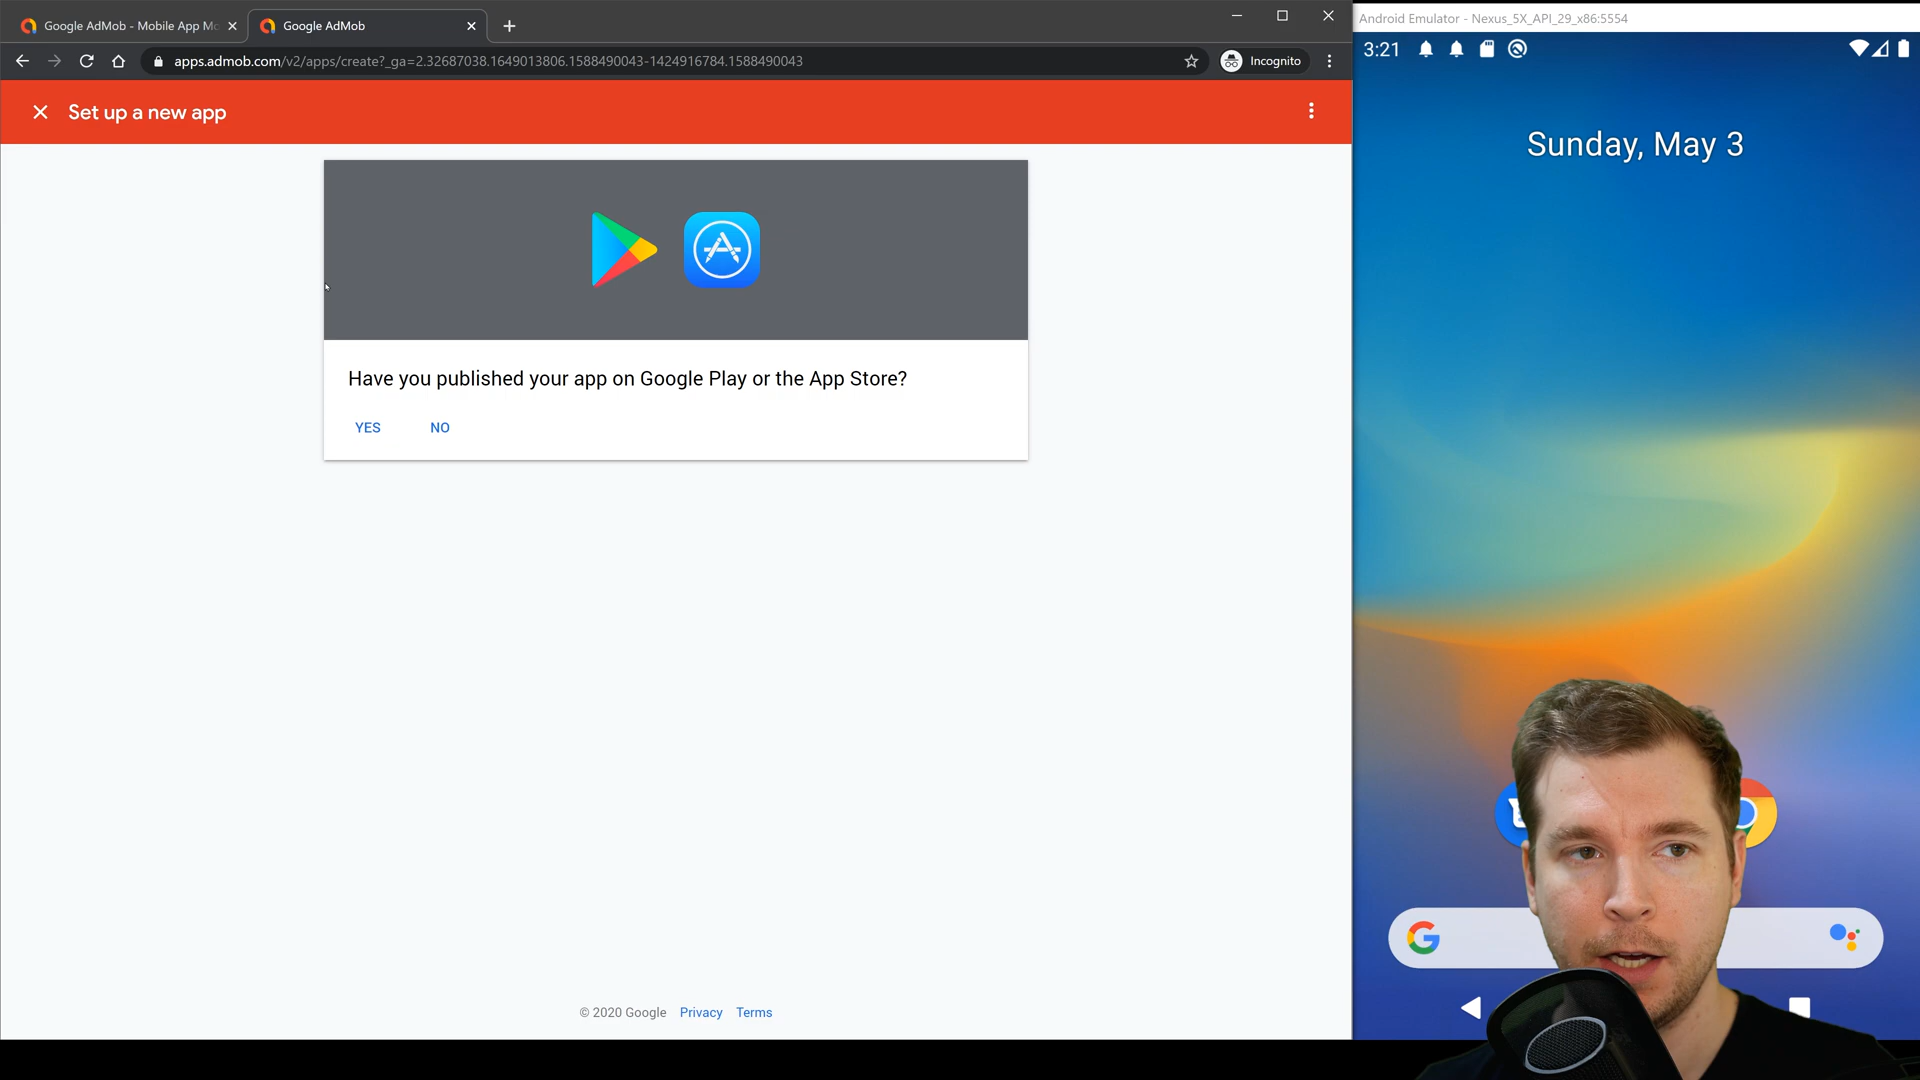 Google AdMob - Mobile App Mo
Google AdMob
Android Emulator - Nexus_5X_API_29_x86:5554
apps.admob.com/v2/apps/create?_ga=2.32687038.1649013806.1588490043-1424916784.1588490043
Incognito
3:21
Set up a new app
Sunday, May 3
Have you published your app on Google Play or the App Store?
YES
NO
© 2020 Google
Privacy
Terms